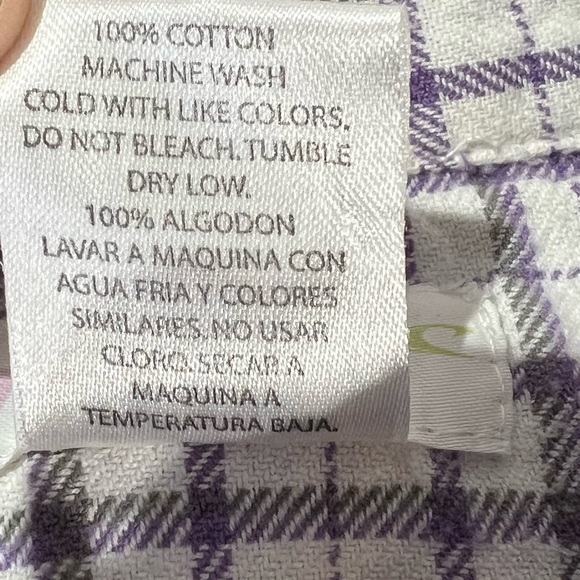 100% COTTON
MACHINE WASH
COLD WITH LIKE COLORS.
DO NOT BLEACH. TUMBLE
DRY LOW.
100% ALGODON
LAVAR A MAQUINA CON
AGUA FRIA Y COLORES
SIMILARES. NO USAR
CLORO. SECAR A
MAQUINA A
TEMPERATURA BAJA.